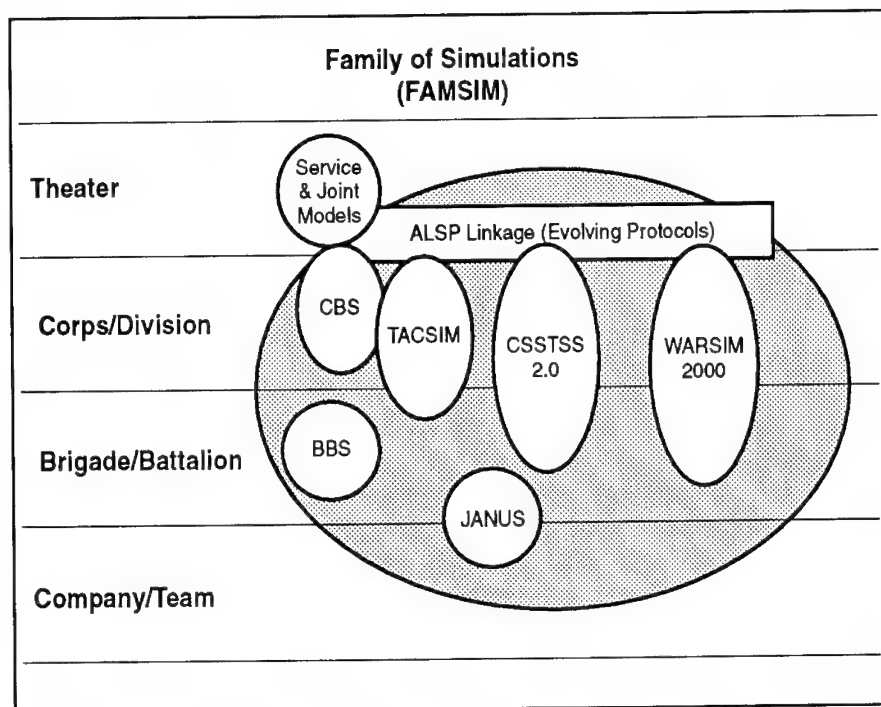 Family of Simulations
(FAMSIM)
Theater
Service
& Joint
Models
ALSP Linkage (Evolving Protocols)
Corps/Division
CBS
TACSIM
CSSTSS
2.0
WARSIM
2000
Brigade/Battalion
BBS
JANUS
Company/Team